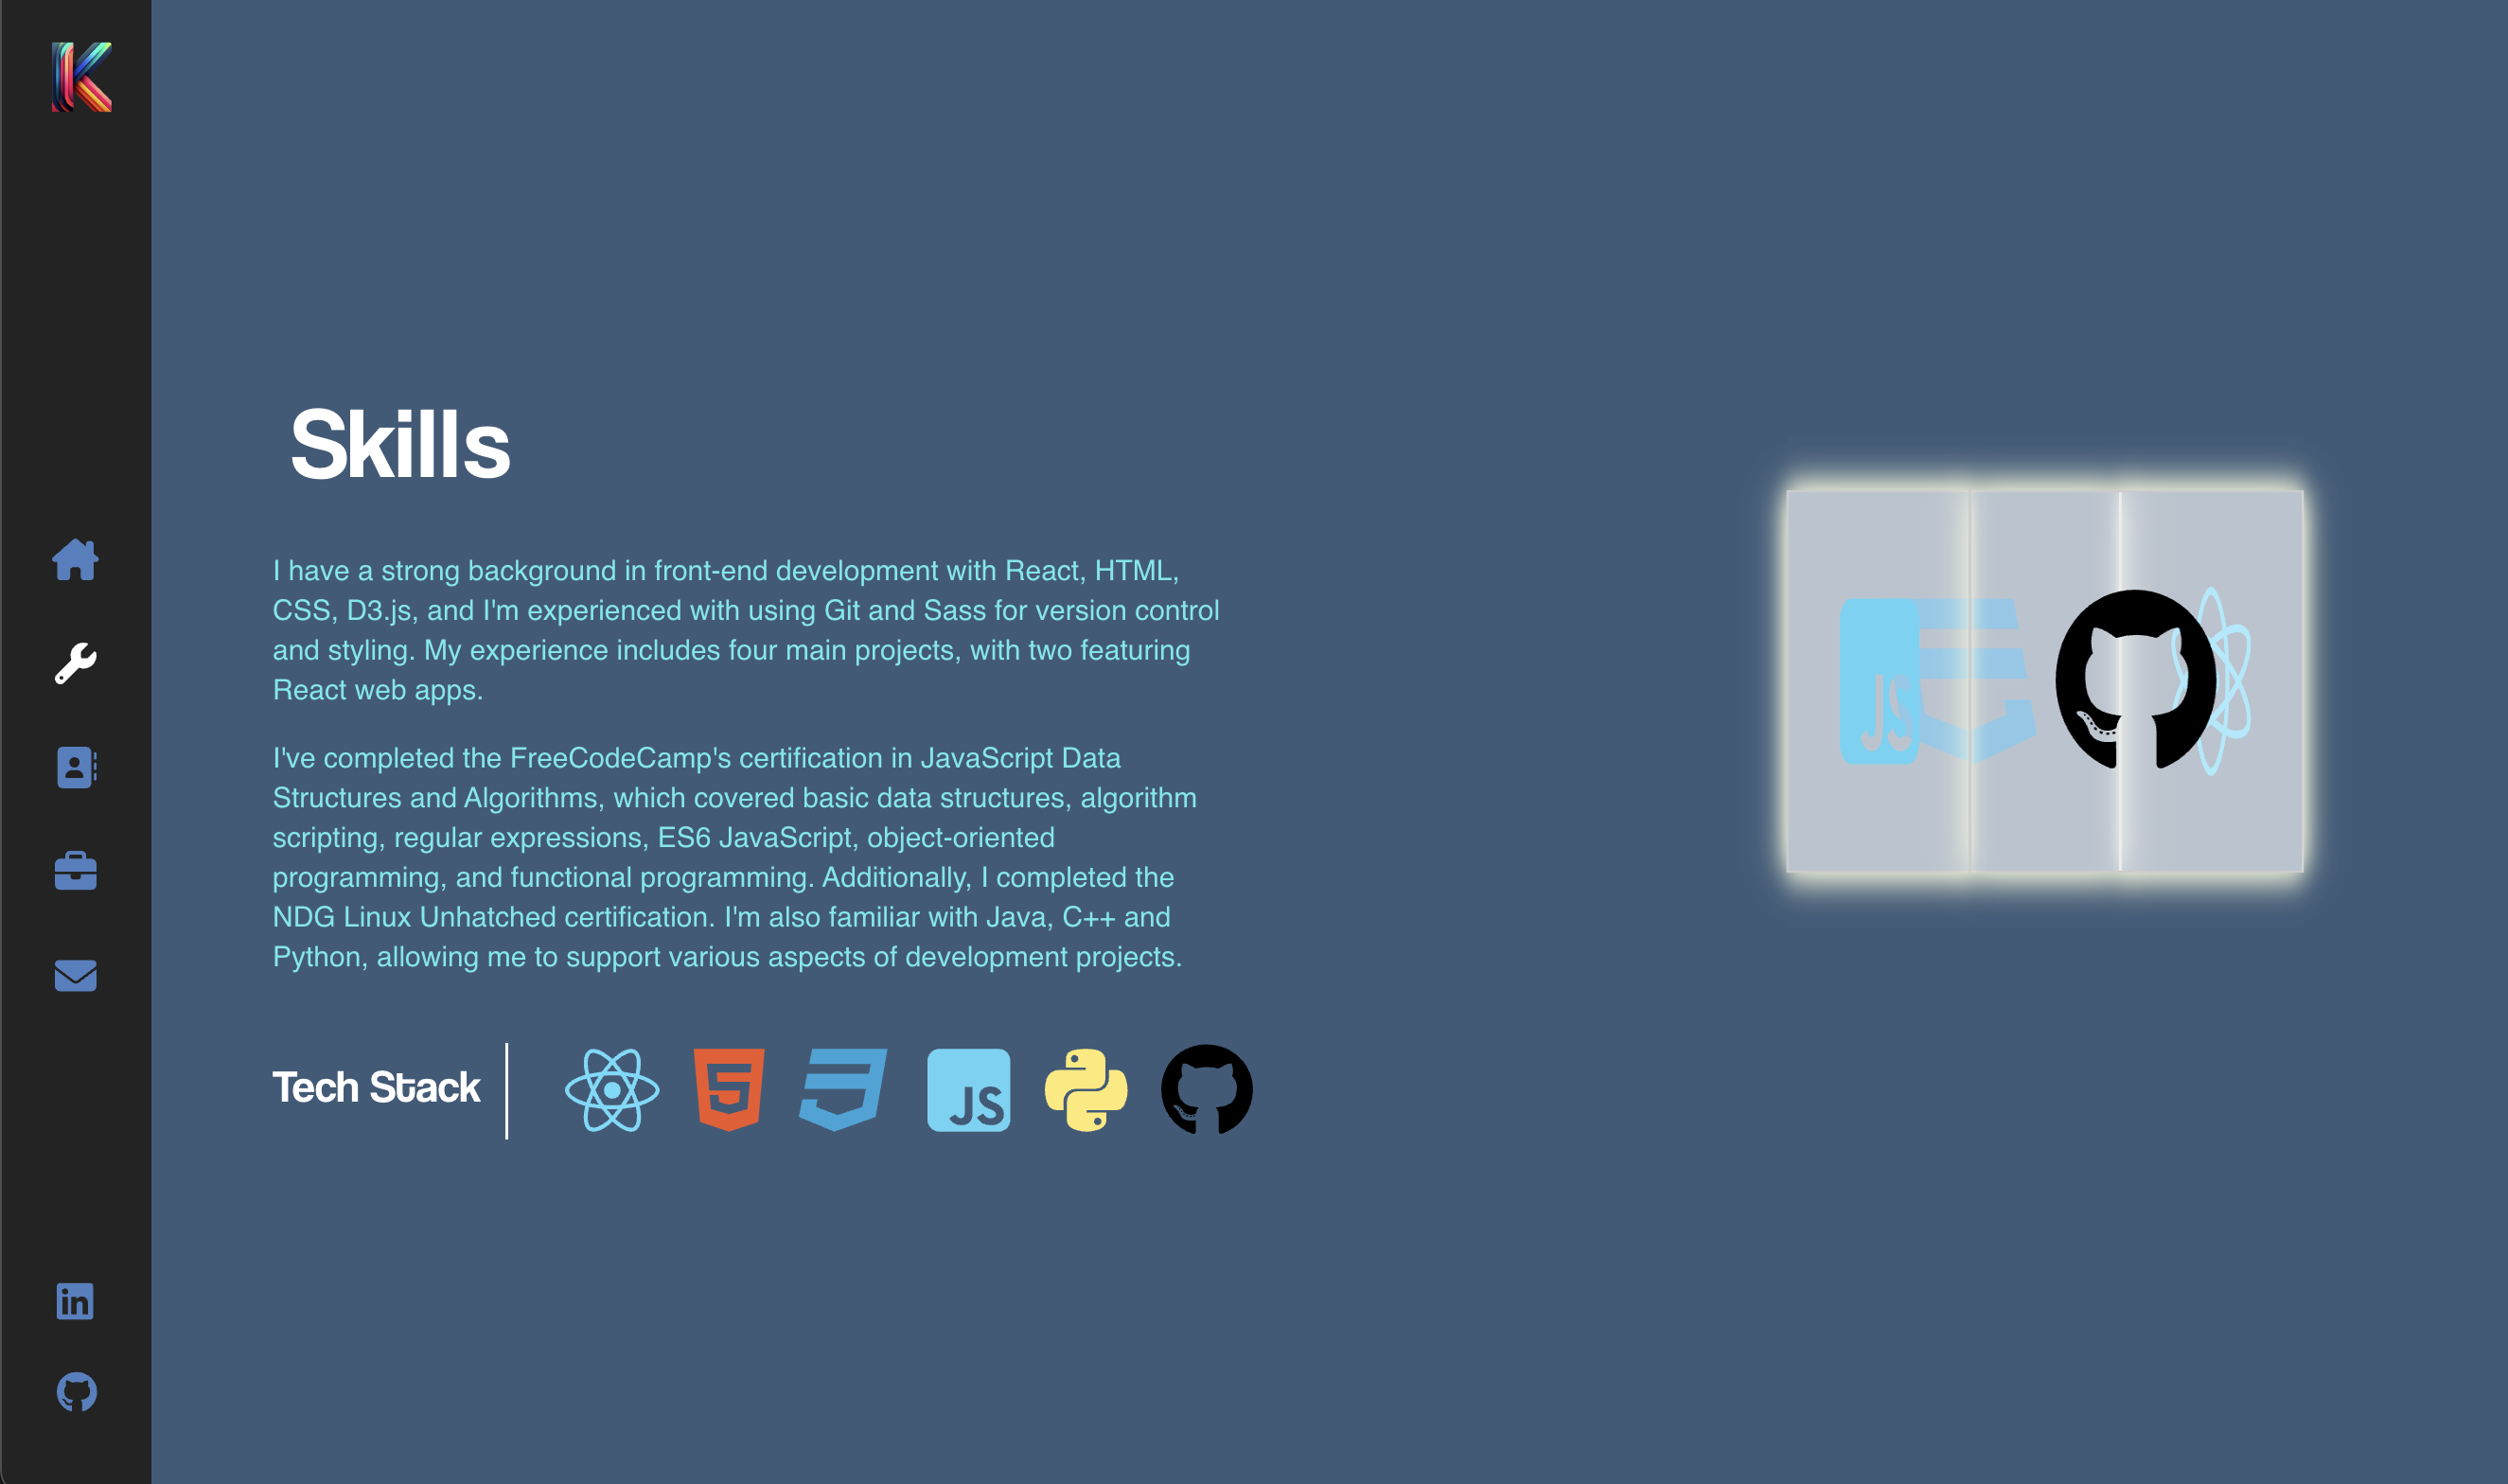 K
Skills
I have a strong background in front-end development with React, HTML,
CSS, D3.js, and I'm experienced with using Git and Sass for version control
and styling. My experience includes four main projects, with two featuring
React web apps.
I've completed the FreeCodeCamp's certification in JavaScript Data
Structures and Algorithms, which covered basic data structures, algorithm
scripting, regular expressions, ES6 JavaScript, object-oriented
programming, and functional programming. Additionally, I completed the
NDG Linux Unhatched certification. I'm also familiar with Java, C++ and
Python, allowing me to support various aspects of development projects.
JS
Tech Stack
5
JS
in